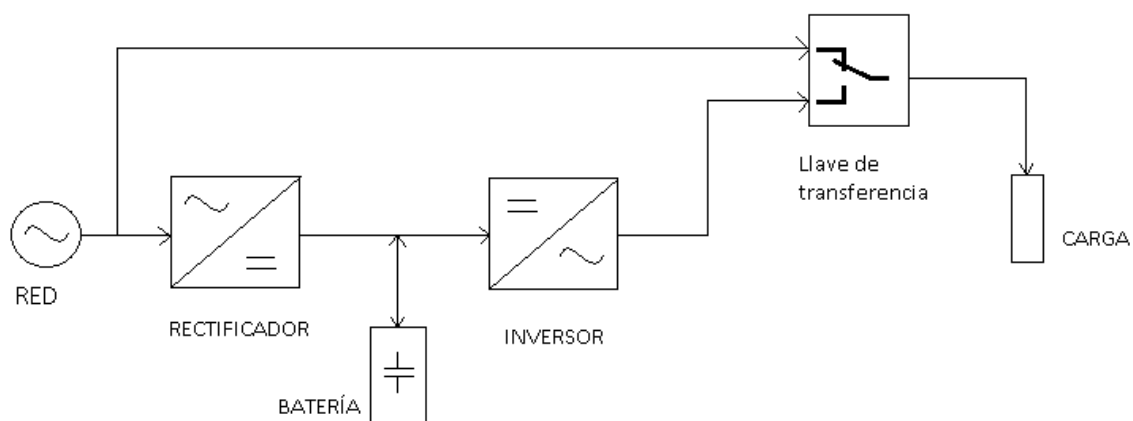 Llave de
transferencia
CARGA
RED
RECTIFICADOR
INVERSOR
BATERÍA